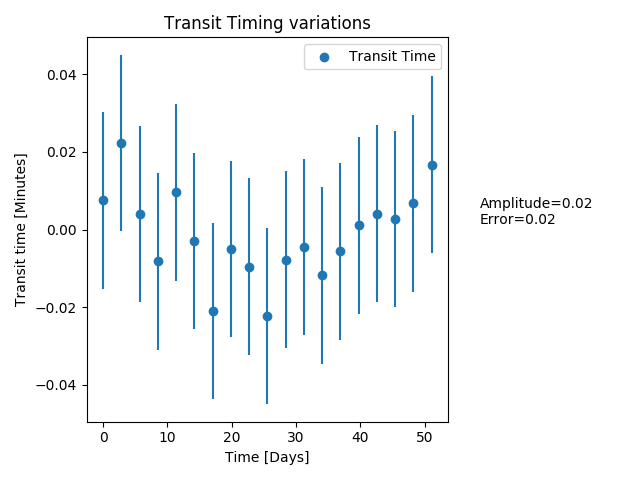 Transit Timing variations
Transit Time
0.04
0.02
0.00
−0.02
−0.04
Transit time [Minutes]
0 10 20 30 40 50
Time [Days]
Amplitude=0.02
Error=0.02